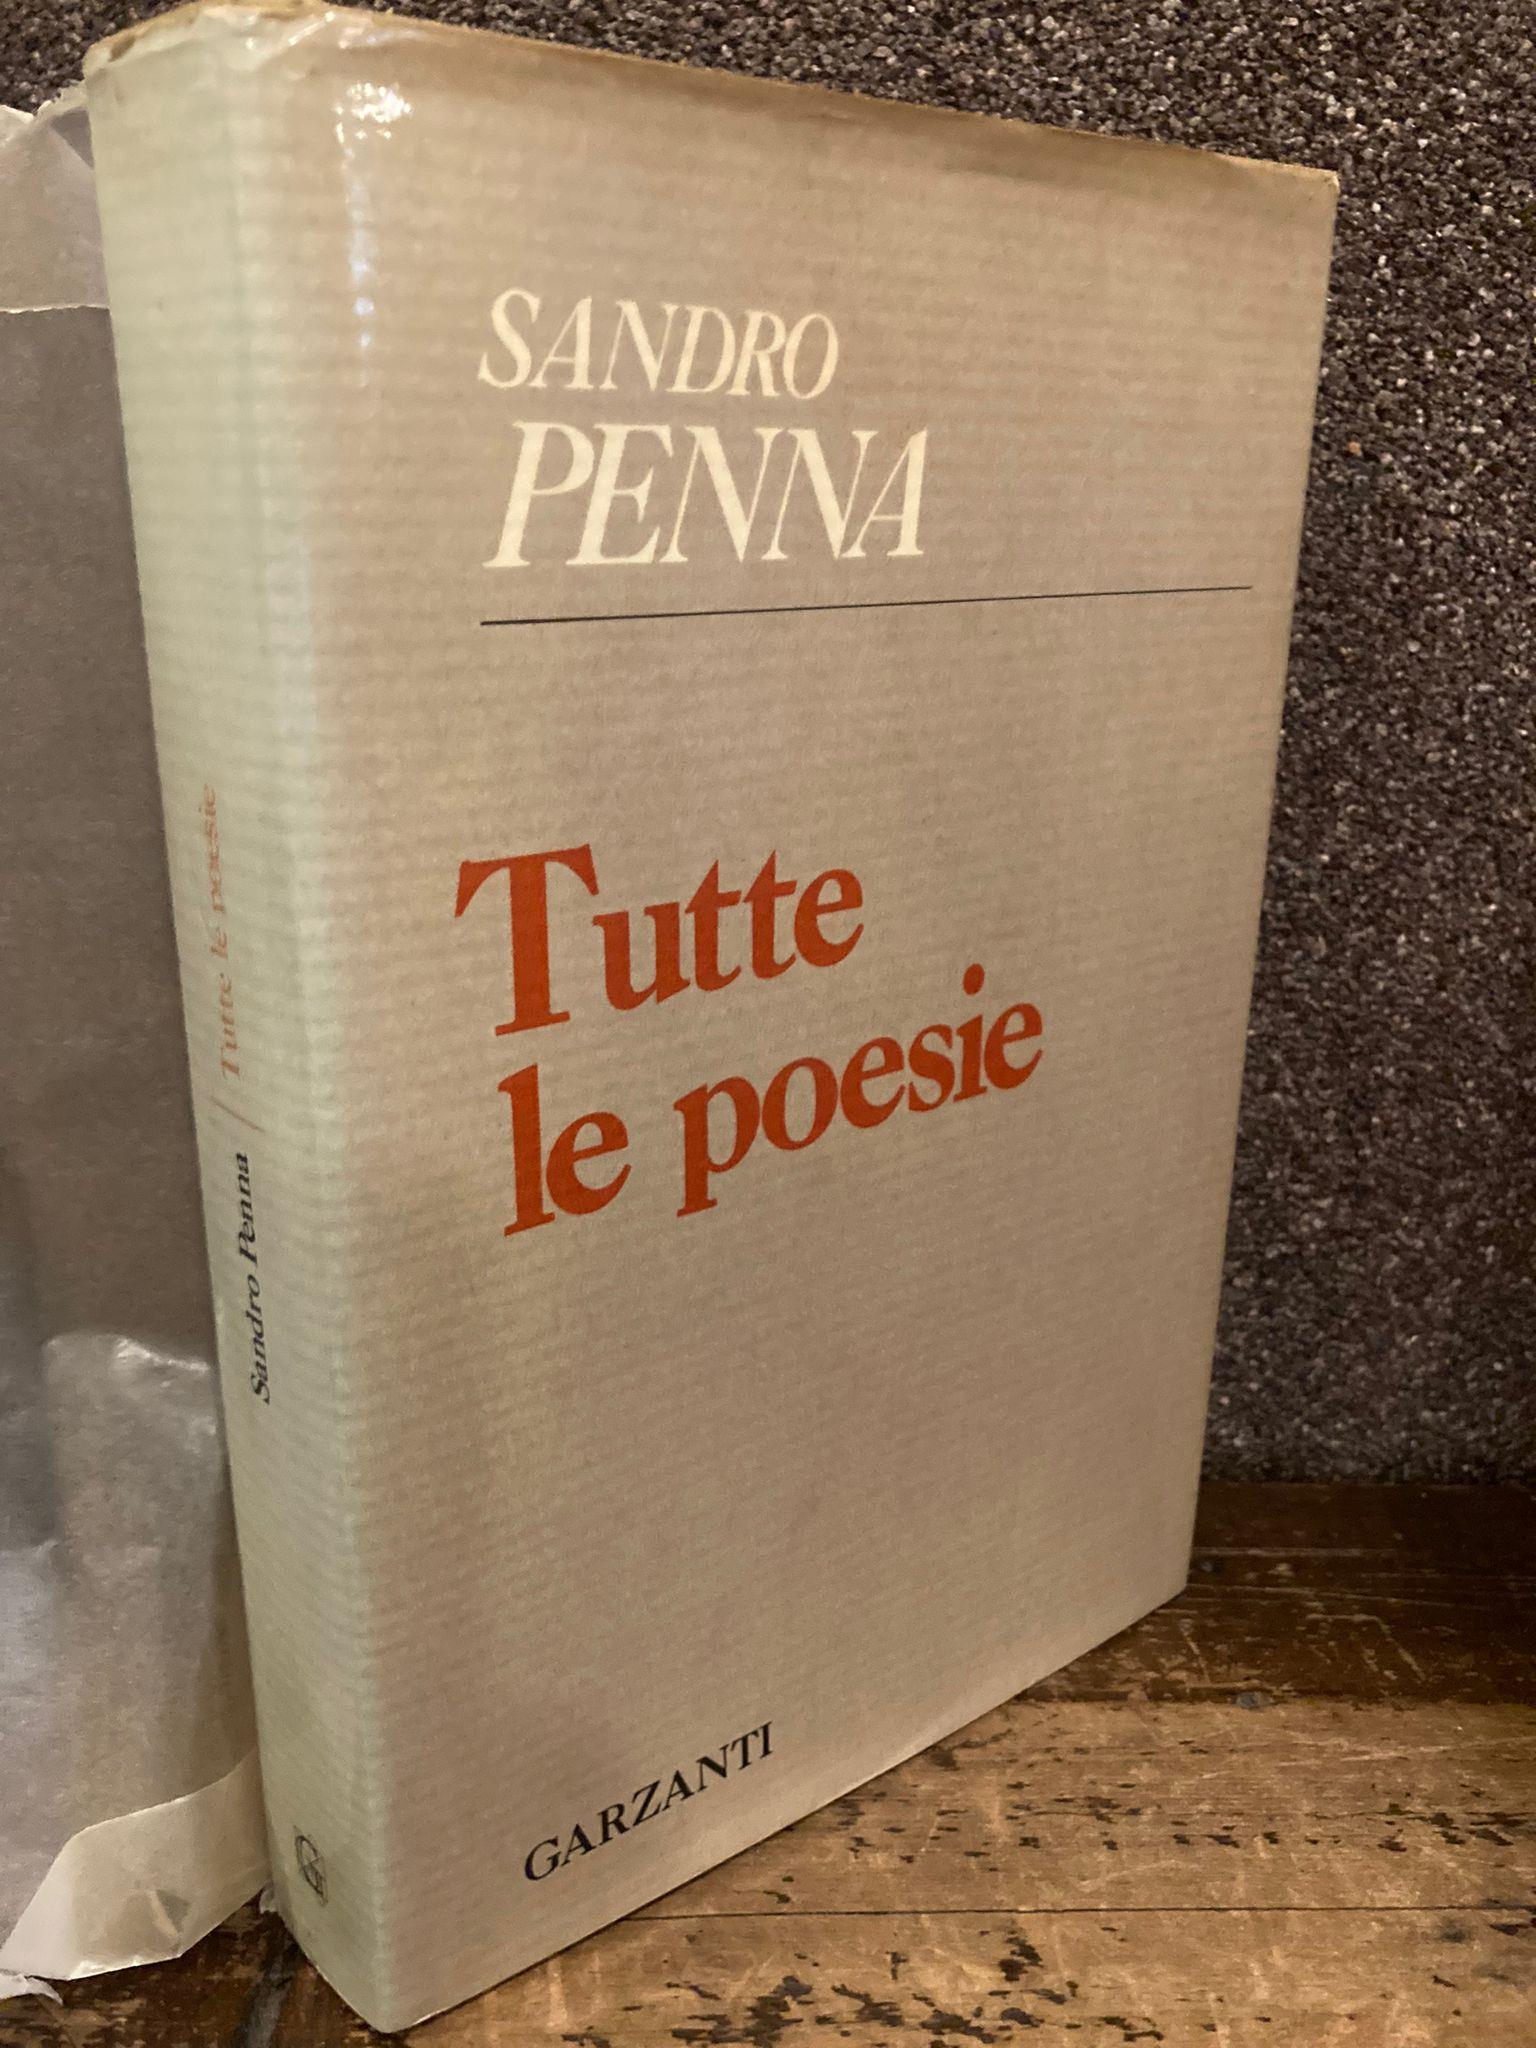 SANDRO
PENNA
Tutte
le poesie
GARZANTI
Sandro Penna / Tutte le poesie